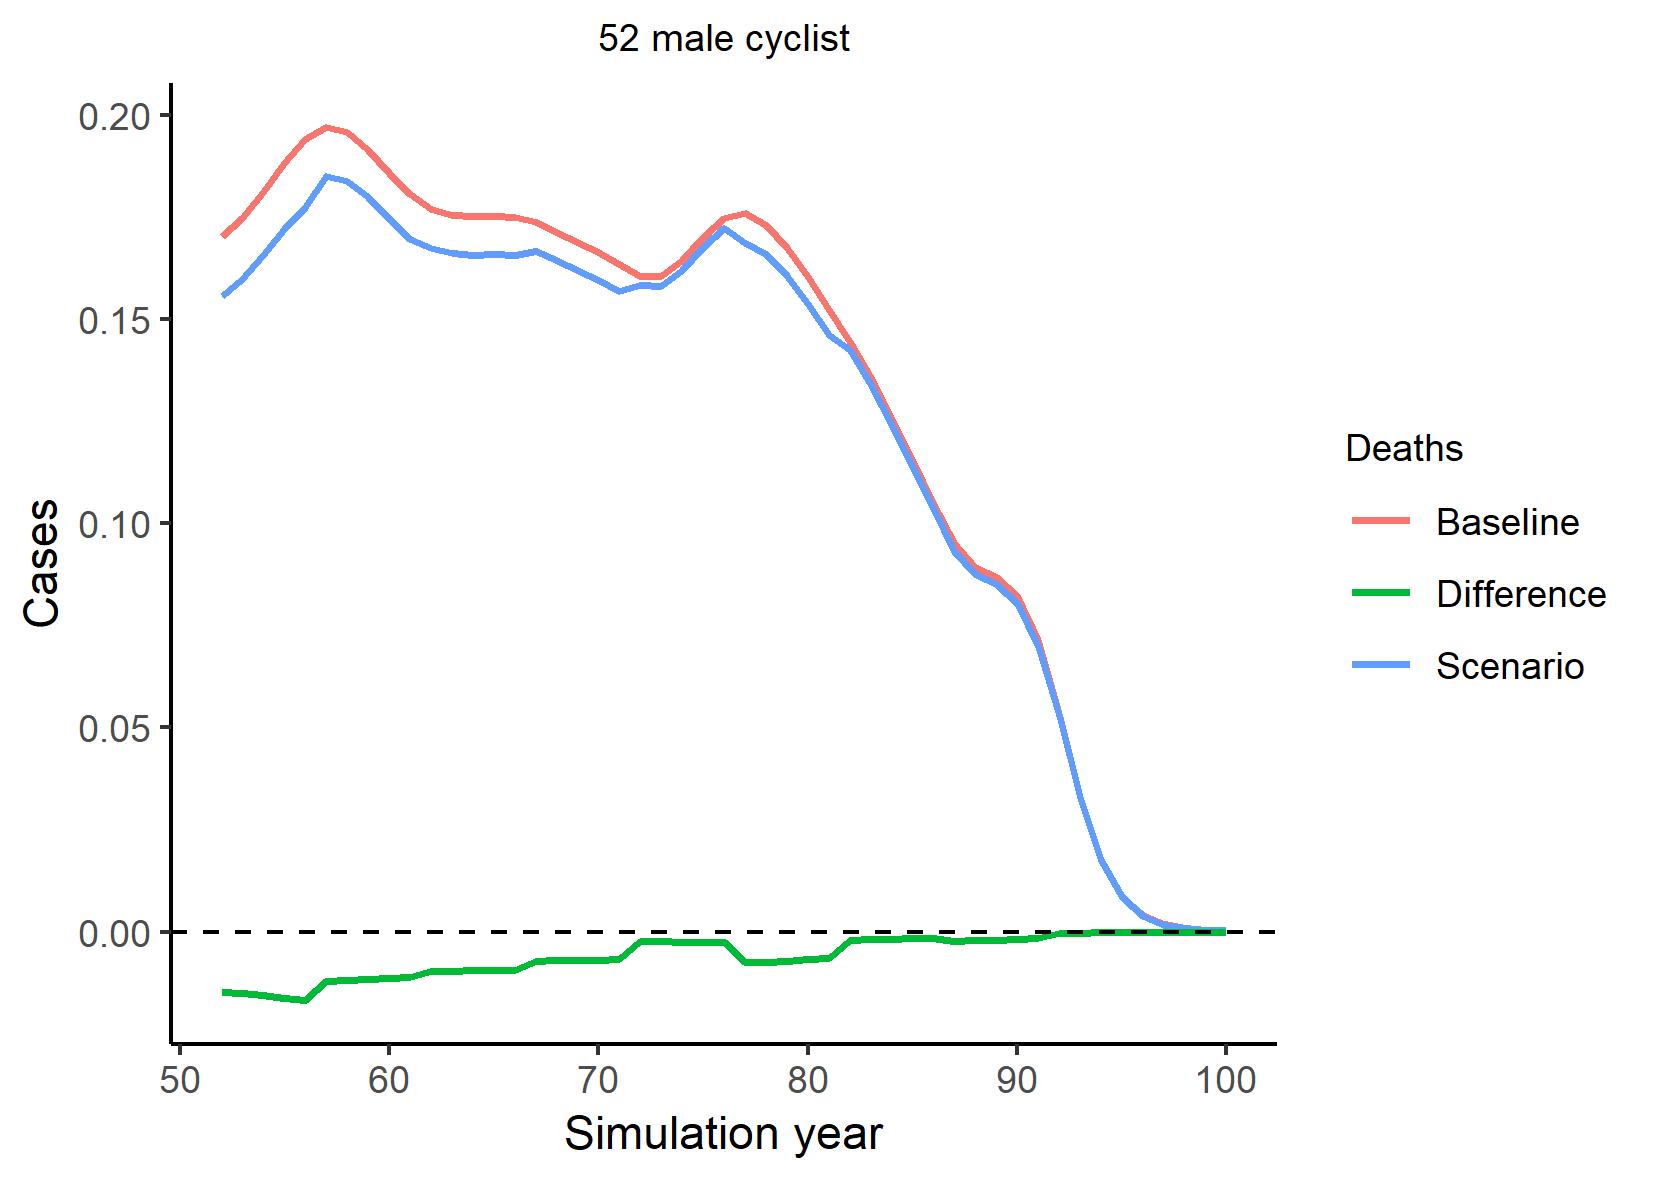 52 male cyclist
0.20
0.15
0.10
0.05
0.00
Cases
50 60 70 80 90 100
Simulation year
Deaths
Baseline
Difference
Scenario